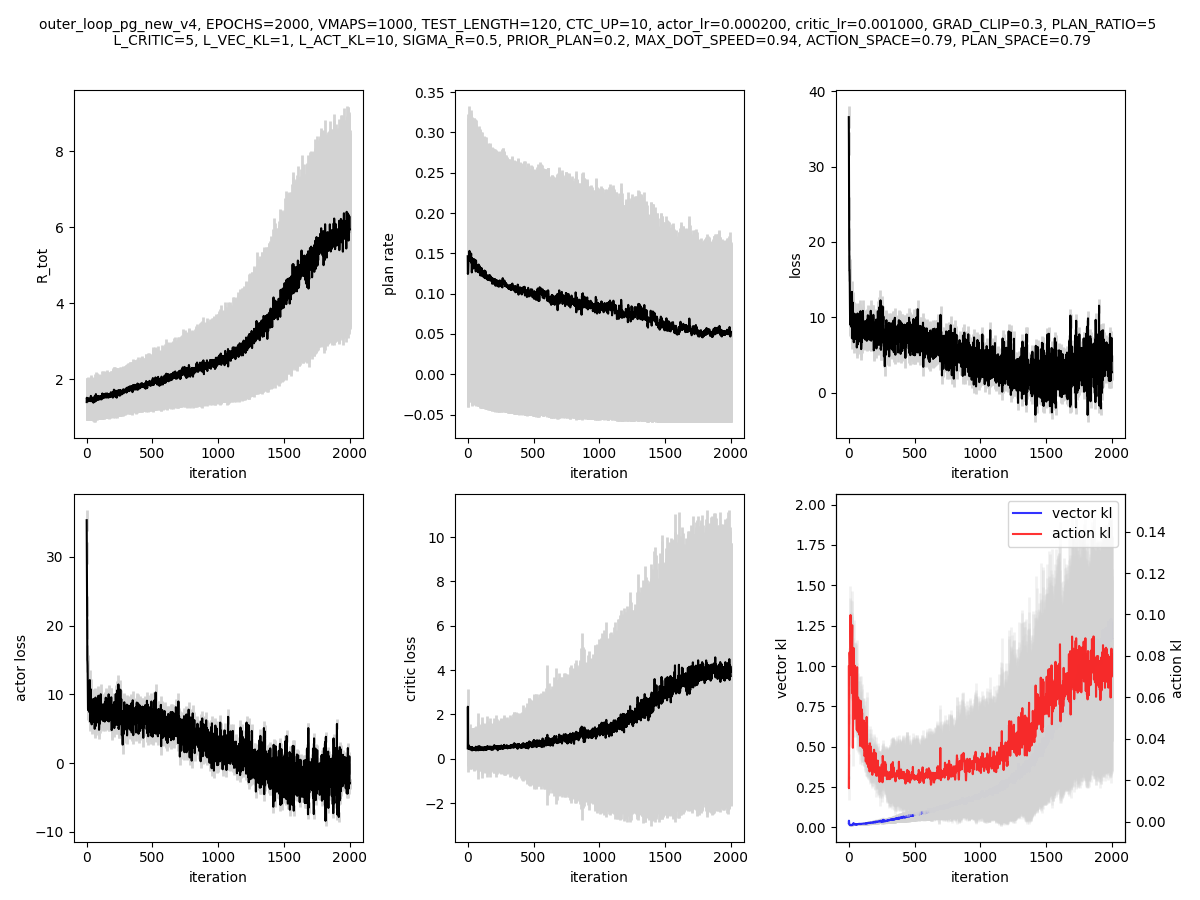 outer_loop_pg_new_v4, EPOCHS=2000, VMAPS=1000, TEST_LENGTH=120, CTC_UP=10, actor_lr=0.000200, critic_lr=0.001000, GRAD_CLIP=0.3, PLAN_RATIO=5
L_CRITIC=5, L_VEC_KL=1, L_ACT_KL=10, SIGMA_R=0.5, PRIOR_PLAN=0.2, MAX_DOT_SPEED=0.94, ACTION_SPACE=0.79, PLAN_SPACE=0.79
R_tot
8
6
4
2
0 500 1000 1500 2000
iteration
plan rate
0.35
0.30
0.25
0.20
0.15
0.10
0.05
0.00
−0.05
0 500 1000 1500 2000
iteration
loss
40
30
20
10
0
0 500 1000 1500 2000
iteration
actor loss
30
20
10
0
−10
0 500 1000 1500 2000
iteration
critic loss
10
8
6
4
2
0
−2
0 500 1000 1500 2000
iteration
vector kl
2.00
1.75
1.50
1.25
1.00
0.75
0.50
0.25
0.00
0 500 1000 1500 2000
iteration
vector kl
action kl
0.14
0.12
0.10
0.08
0.06
0.04
0.02
0.00
action kl